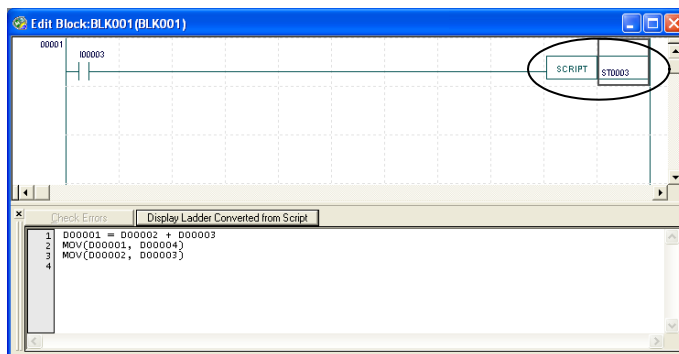 Edit Block:BLK001(BLK001)
00001
I00003
SCRIPT
ST0003
Check Errors
Display Ladder Converted from Script
1 D00001 = D00002 + D00003
2 MOV(D00001, D00004)
3 MOV(D00002, D00003)
4